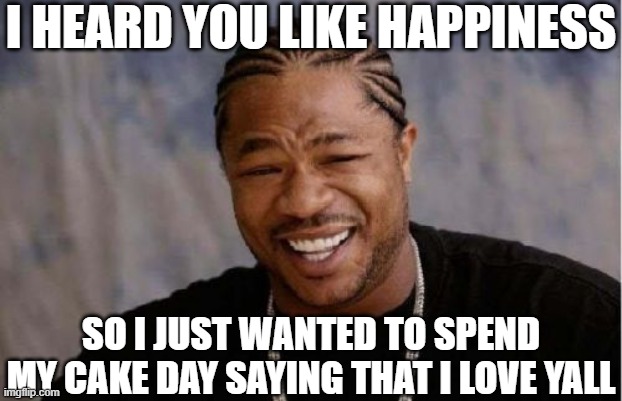 I HEARD YOU LIKE HAPPINESS
SO I JUST WANTED TO SPEND
MY CAKE DAY SAYING THAT I LOVE YALL
imgflip.com